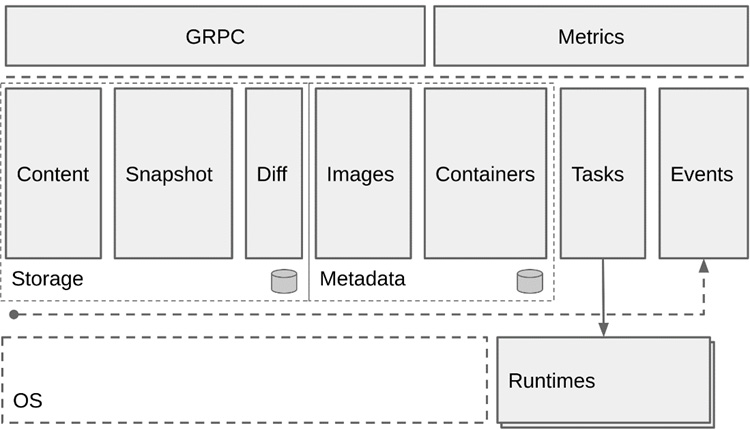 GRPC
Metrics
Content
Snapshot
Diff
Images
Containers
Tasks
Events
Storage
Metadata
Runtimes
OS